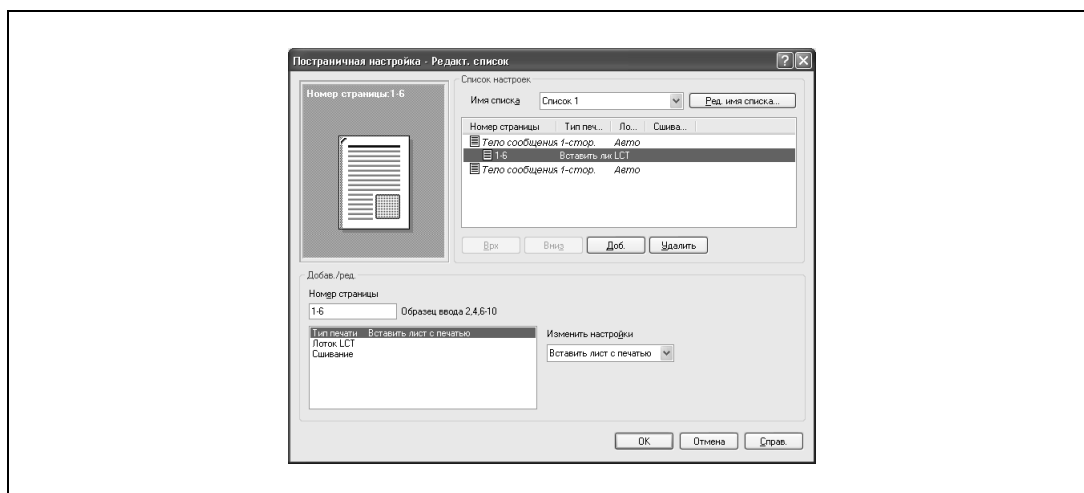 Постраничная настройка - Редакт. список
Номер страницы:1-6
Список настроек
Имя списка Список 1 Ред. имя списка...
Номер страницы Тип печ... Ло... Сшива...
Тело сообщения 1-стор. Авто
1-6 Вставить лис LCT
Тело сообщения 1-стор. Авто
Врх Вниз Доб. Удалить
Добав./ред.
Номер страницы
1-6 Образец ввода 2,4,6-10
Тип печати Вставить лист с печатью
Лоток LCT
Сшивание
Изменить настройки
Вставить лист с печатью
OK Отмена Справ.